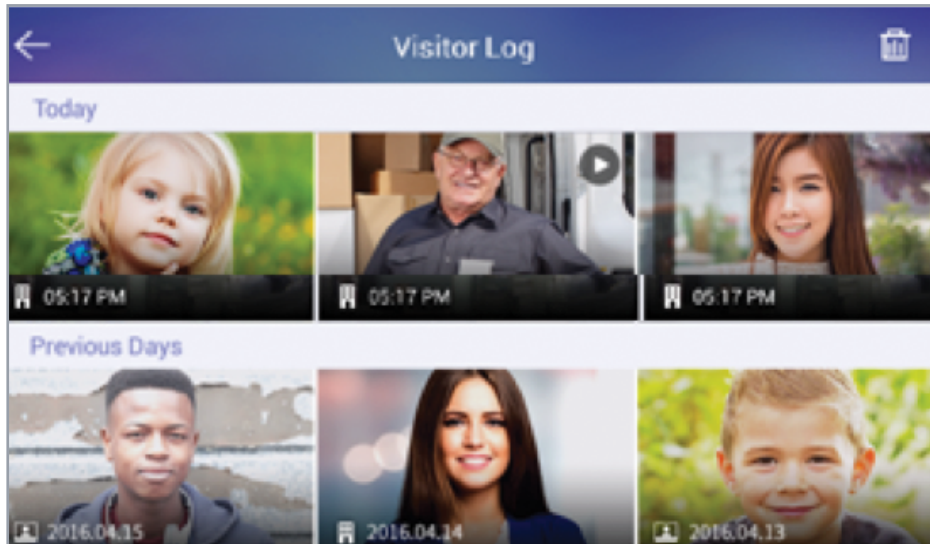 Visitor Log
Today
05:17 PM 05:17 PM 05:17 PM
Previous Days
2016.04.15 2016.04.14 2016.04.13